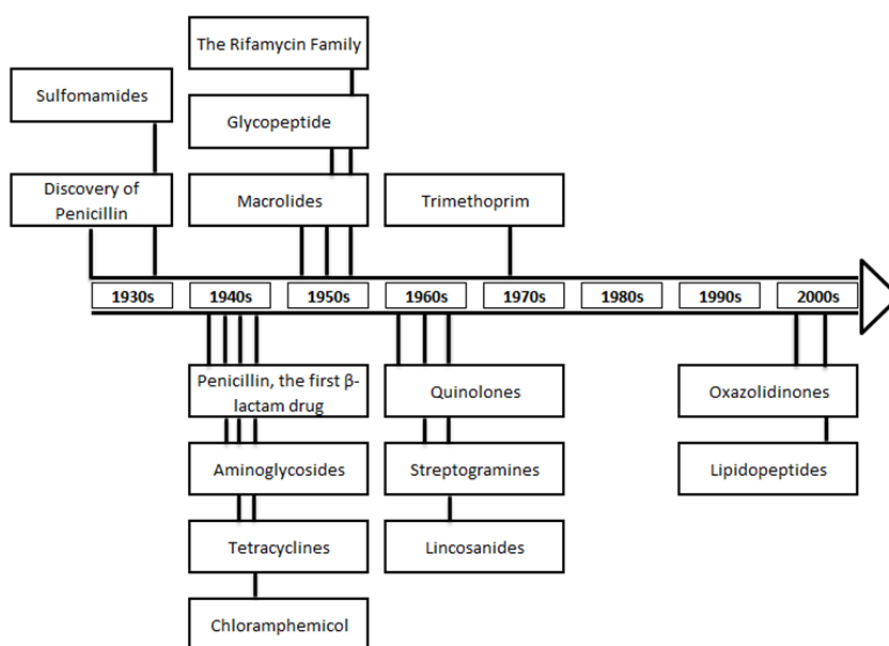 The Rifamycin Family
Sulfomamides
Glycopeptide
Discovery of
Penicillin
Macrolides
Trimethoprim
1930s
1940s
1950s
1960s
1970s
1980s
1990s
2000s
Penicillin, the first β-
lactam drug
Quinolones
Oxazolidinones
Aminoglycosides
Streptogramines
Lipidopeptides
Tetracyclines
Lincosanides
Chloramphemicol